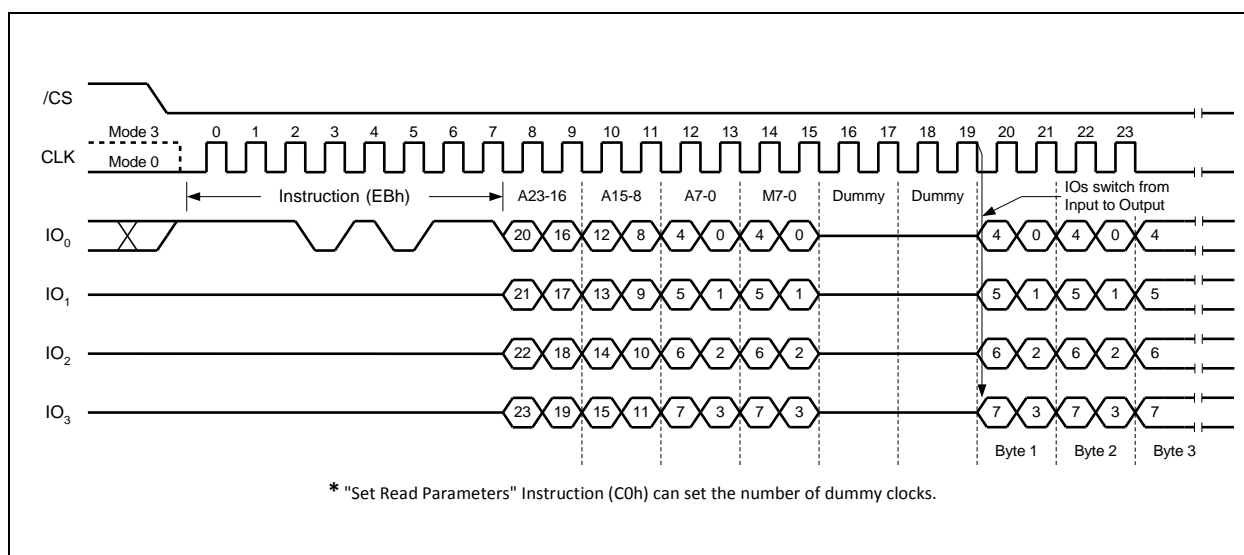 /CS
Mode 3 0 1 2 3 4 5 6 7 8 9 10 11 12 13 14 15 16 17 18 19 20 21 22 23
CLK
Mode 0
Instruction (EBh) A23-16 A15-8 A7-0 M7-0 Dummy Dummy
IOs switch from
Input to Output
IO0 20 16 12 8 4 0 4 0 4 0 4 0 4
IO1 21 17 13 9 5 1 5 1 5 1 5 1 5
IO2 22 18 14 10 6 2 6 2 6 2 6 2 6
IO3 23 19 15 11 7 3 7 3 7 3 7 3 7
Byte 1 Byte 2 Byte 3
* "Set Read Parameters" Instruction (C0h) can set the number of dummy clocks.